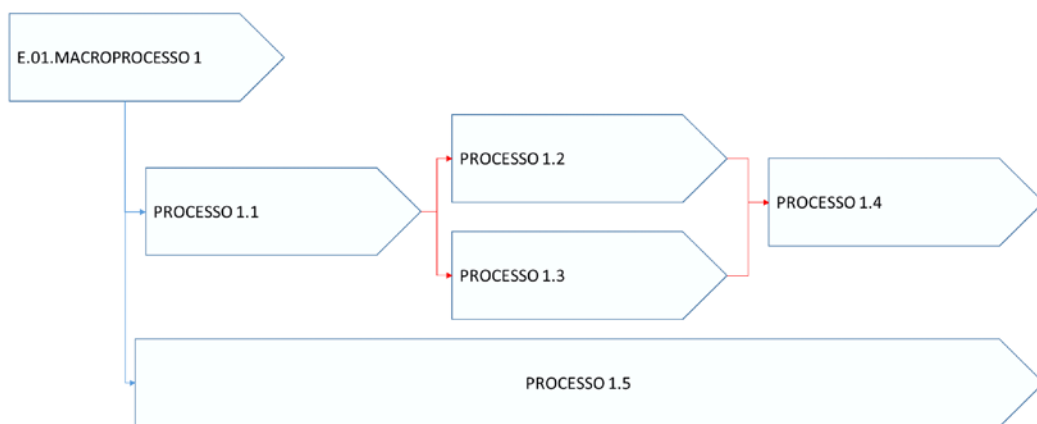 E.01.MACROPROCESSO 1
PROCESSO 1.1
PROCESSO 1.2
PROCESSO 1.3
PROCESSO 1.4
PROCESSO 1.5